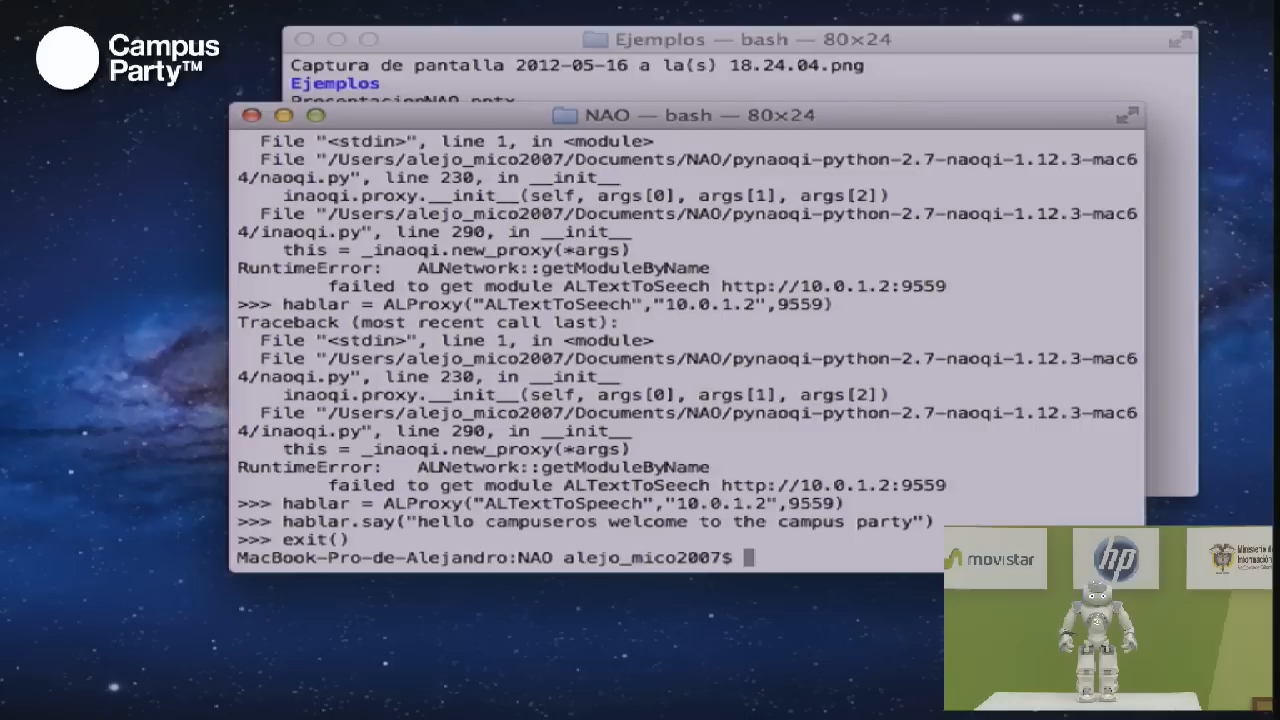 Campus
Party™
Ejemplos — bash — 80×24
Captura de pantalla 2012-05-16 a la(s) 18.24.04.png
Ejemplos
PresentacionNAO.pptx
NAO — bash — 80×24
File "<stdin>", line 1, in <module>
File "/Users/alejo_mico2007/Documents/NAO/pynaoqi-python-2.7-naoqi-1.12.3-mac6
4/naoqi.py", line 230, in __init__
inaoqi.proxy.__init__(self, args[0], args[1], args[2])
File "/Users/alejo_mico2007/Documents/NAO/pynaoqi-python-2.7-naoqi-1.12.3-mac6
4/inaoqi.py", line 290, in __init__
this = _inaoqi.new_proxy(*args)
RuntimeError: ALNetwork::getModuleByName
failed to get module ALTextToSeech http://10.0.1.2:9559
>>> hablar = ALProxy("ALTextToSeech","10.0.1.2",9559)
Traceback (most recent call last):
File "<stdin>", line 1, in <module>
File "/Users/alejo_mico2007/Documents/NAO/pynaoqi-python-2.7-naoqi-1.12.3-mac6
4/naoqi.py", line 230, in __init__
inaoqi.proxy.__init__(self, args[0], args[1], args[2])
File "/Users/alejo_mico2007/Documents/NAO/pynaoqi-python-2.7-naoqi-1.12.3-mac6
4/inaoqi.py", line 290, in __init__
this = _inaoqi.new_proxy(*args)
RuntimeError: ALNetwork::getModuleByName
failed to get module ALTextToSeech http://10.0.1.2:9559
>>> hablar = ALProxy("ALTextToSpeech","10.0.1.2",9559)
>>> hablar.say("hello campuseros welcome to the campus party")
>>> exit()
MacBook-Pro-de-Alejandro:NAO alejo_mico2007$
movistar
hp
Ministerio de
Información